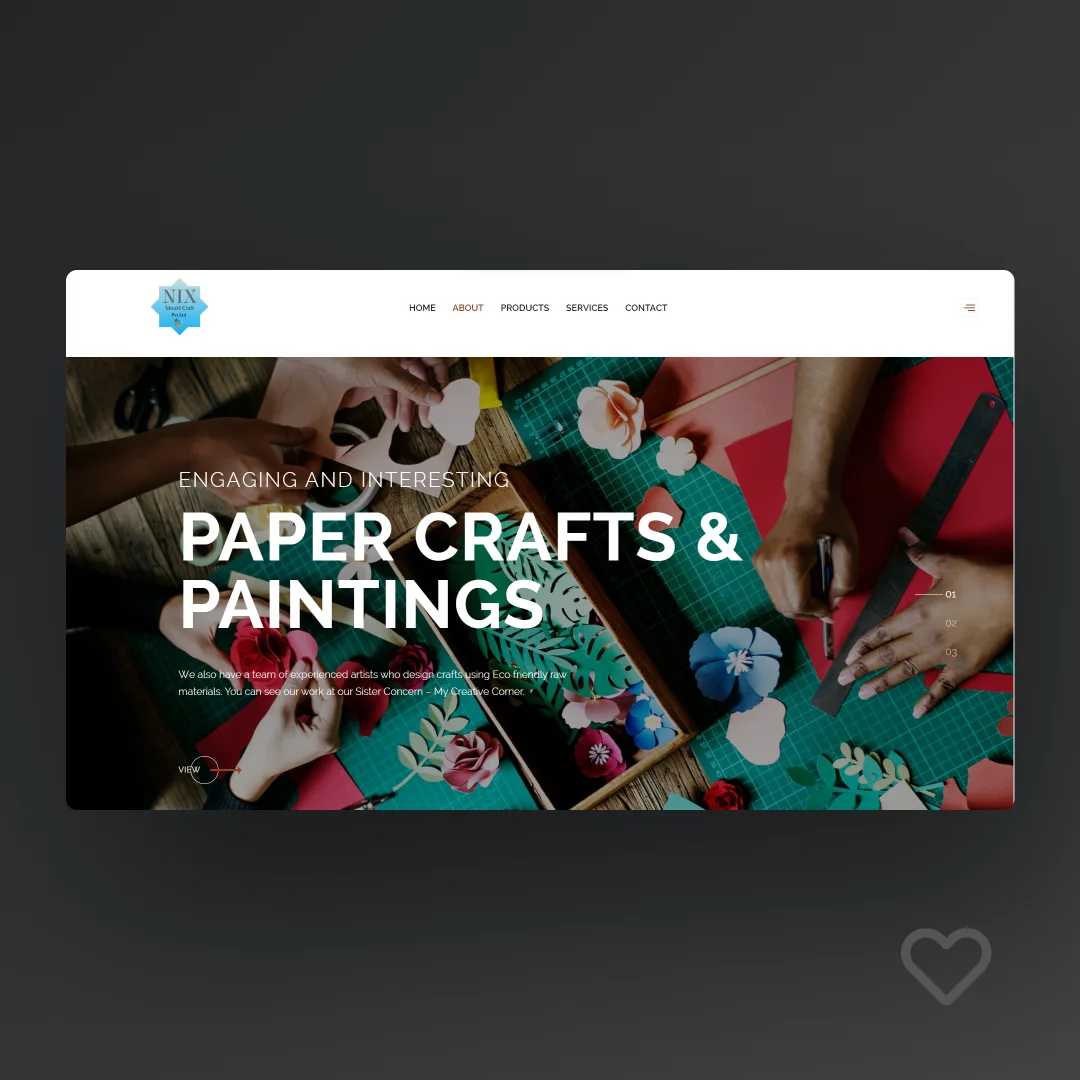 NIX
Mould Craft
Pvt.Ltd
HOME ABOUT PRODUCTS SERVICES CONTACT
ENGAGING AND INTERESTING
PAPER CRAFTS &
PAINTINGS
We also have a team of experienced artists who design crafts using Eco friendly raw
materials. You can see our work at our Sister Concern – My Creative Corner.
VIEW
01
02
03